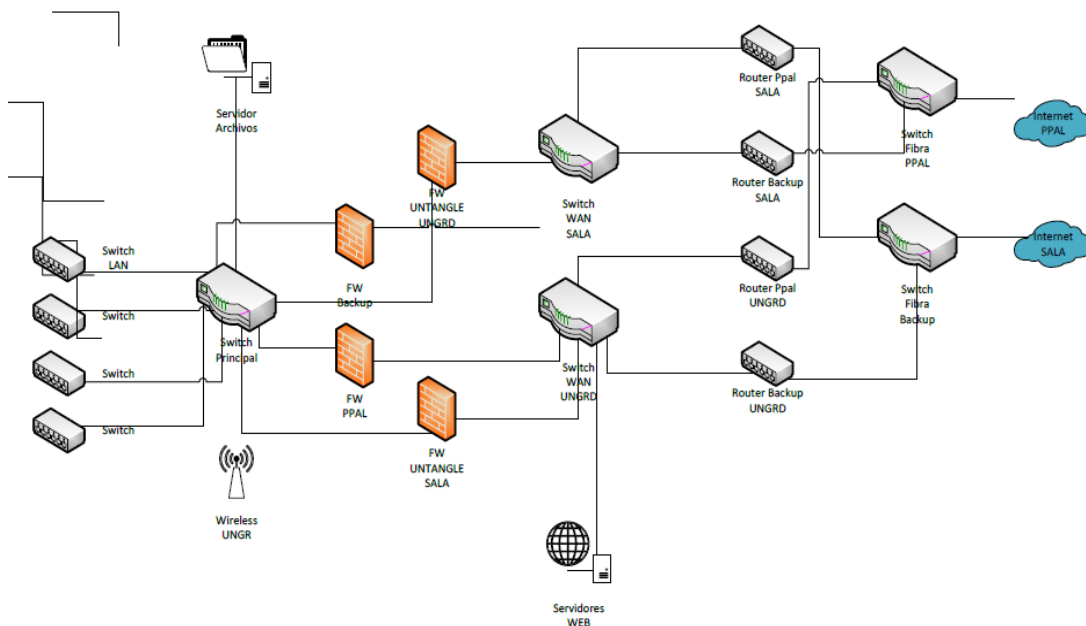 Servidor
Archivos
Switch
LAN
Switch
Switch
Switch
Switch
Principal
Wireless
UNGR
FW
UNTANGLE
UNGRD
FW
Backup
FW
PPAL
FW
UNTANGLE
SALA
Switch
WAN
SALA
Switch
WAN
UNGRD
Servidores
WEB
Router Ppal
SALA
Router Backup
SALA
Router Ppal
UNGRD
Router Backup
UNGRD
Switch
Fibra
PPAL
Switch
Fibra
Backup
Internet
PPAL
Internet
SALA